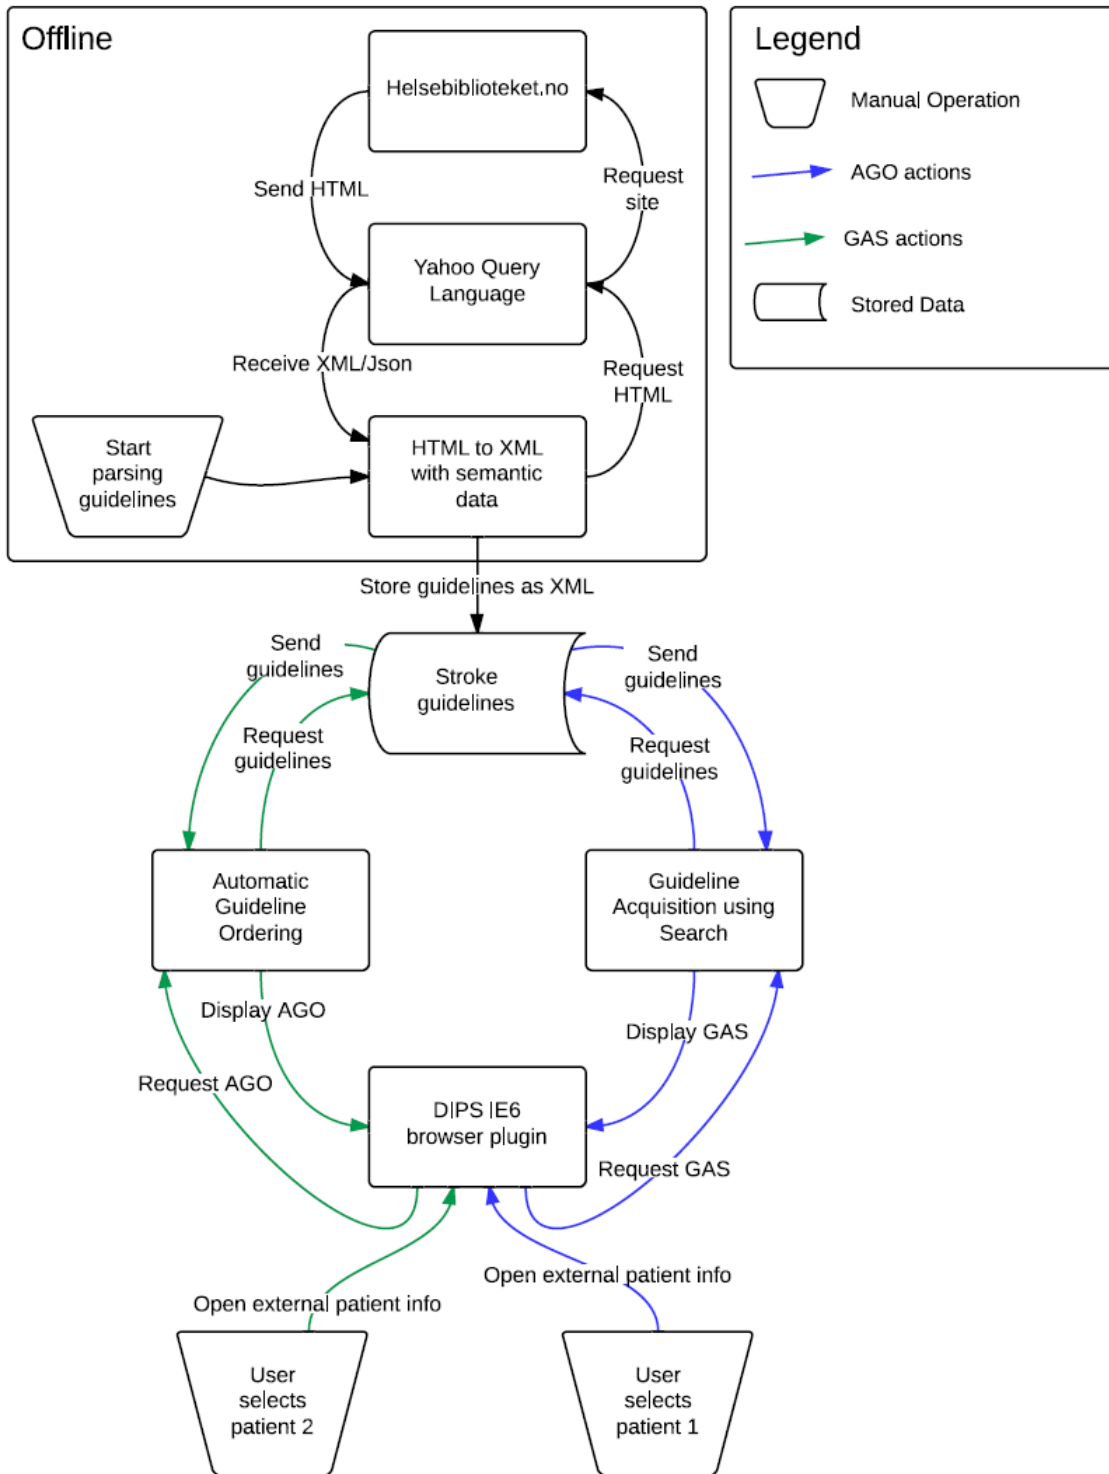 Offline
Helsebiblioteket.no
Send HTML
Request
site
Yahoo Query
Language
Receive XML/Json
Request
HTML
Start
parsing
guidelines
HTML to XML
with semantic
data
Legend
Manual Operation
AGO actions
GAS actions
Stored Data
Store guidelines as XML
Send
guidelines
Stroke
guidelines
Send
guidelines
Request
guidelines
Request
guidelines
Automatic
Guideline
Ordering
Guideline
Acquisition using
Search
Display AGO
Display GAS
Request AGO
DIPS IE6
browser plugin
Request GAS
Open external patient info
Open external patient info
User
selects
patient 2
User
selects
patient 1